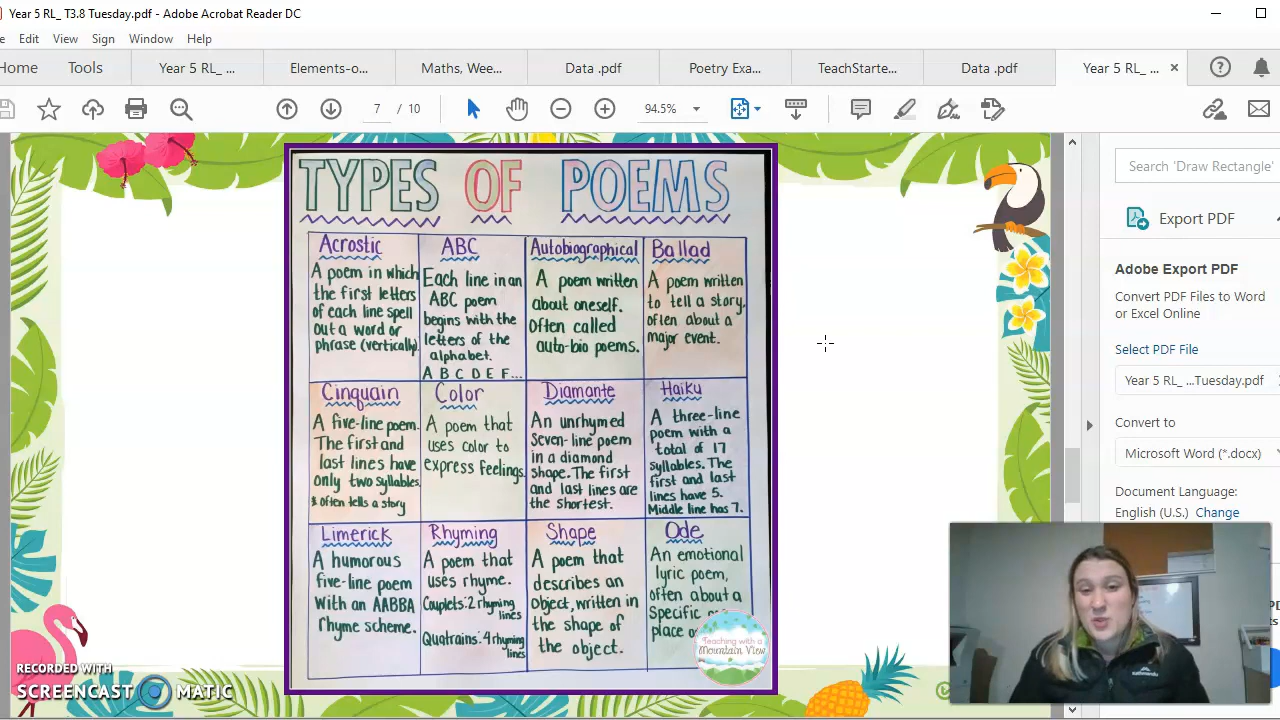 Year 5 RL_ T3.8 Tuesday.pdf - Adobe Acrobat Reader DC
Edit View Sign Window Help
Home Tools Year 5 RL_ ... Elements-o... Maths, Wee... Data .pdf Poetry Exa... TeachStarte... Data .pdf Year 5 RL_ ...
7 / 10 94.5%
TYPES OF POEMS
Acrostic
A poem in which
the first letters
of each line spell
out a word or
phrase (vertically).
ABC
Each line in an
ABC poem
begins with the
letters of the
alphabet.
A B C D E F...
Autobiographical
A poem written
about oneself.
Often called
auto-bio poems.
Ballad
A poem written
to tell a story,
often about a
major event.
Cinquain
A five-line poem.
The first and
last lines have
only two syllables
& often tells a story
Color
A poem that
uses color to
express feelings.
Diamante
An unrhymed
seven-line poem
in a diamond
shape. The first
and last lines are
the shortest.
Haiku
A three-line
poem with a
total of 17
syllables. The
first and last
lines have 5.
Middle line has 7.
Limerick
A humorous
five-line poem
with an AABBA
rhyme scheme.
Rhyming
A poem that
uses rhyme.
Couplets: 2 rhyming
lines
Quatrains: 4 rhyming
lines
Shape
A poem that
describes an
object, written in
the shape of
the object.
Ode
An emotional
lyric poem,
often about a
specific
place
Teaching with a
Mountain View
Search 'Draw Rectangle'
Export PDF
Adobe Export PDF
Convert PDF Files to Word
or Excel Online
Select PDF File
Year 5 RL_ ...Tuesday.pdf
Convert to
Microsoft Word (*.docx)
Document Language:
English (U.S.) Change
RECORDED WITH
SCREENCAST MATIC